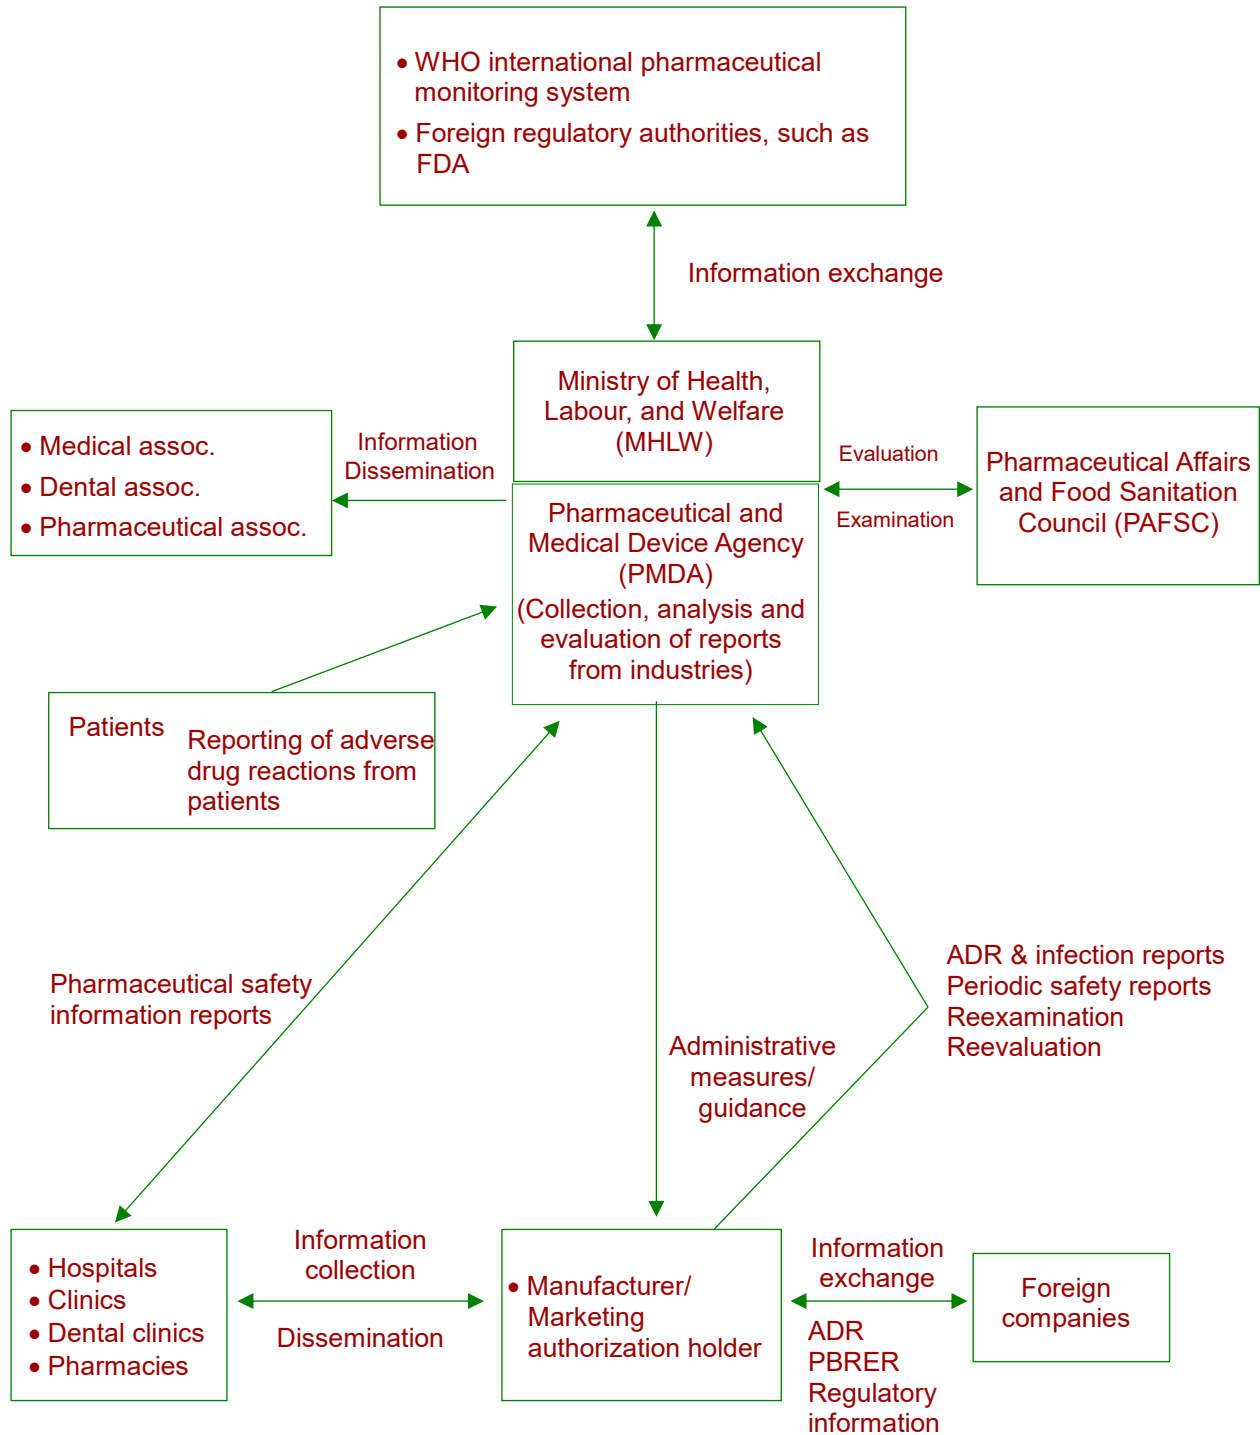 • WHO international pharmaceutical
monitoring system
• Foreign regulatory authorities, such as
FDA
Information exchange
Ministry of Health,
Labour, and Welfare
(MHLW)
• Medical assoc.
• Dental assoc.
• Pharmaceutical assoc.
Information
Dissemination
Evaluation
Examination
Pharmaceutical Affairs
and Food Sanitation
Council (PAFSC)
Pharmaceutical and
Medical Device Agency
(PMDA)
(Collection, analysis and
evaluation of reports
from industries)
Patients
Reporting of adverse
drug reactions from
patients
Pharmaceutical safety
information reports
ADR & infection reports
Periodic safety reports
Reexamination
Reevaluation
Administrative
measures/
guidance
• Hospitals
• Clinics
• Dental clinics
• Pharmacies
Information
collection
Dissemination
• Manufacturer/
Marketing
authorization holder
Information
exchange
ADR
PBRER
Regulatory
information
Foreign
companies